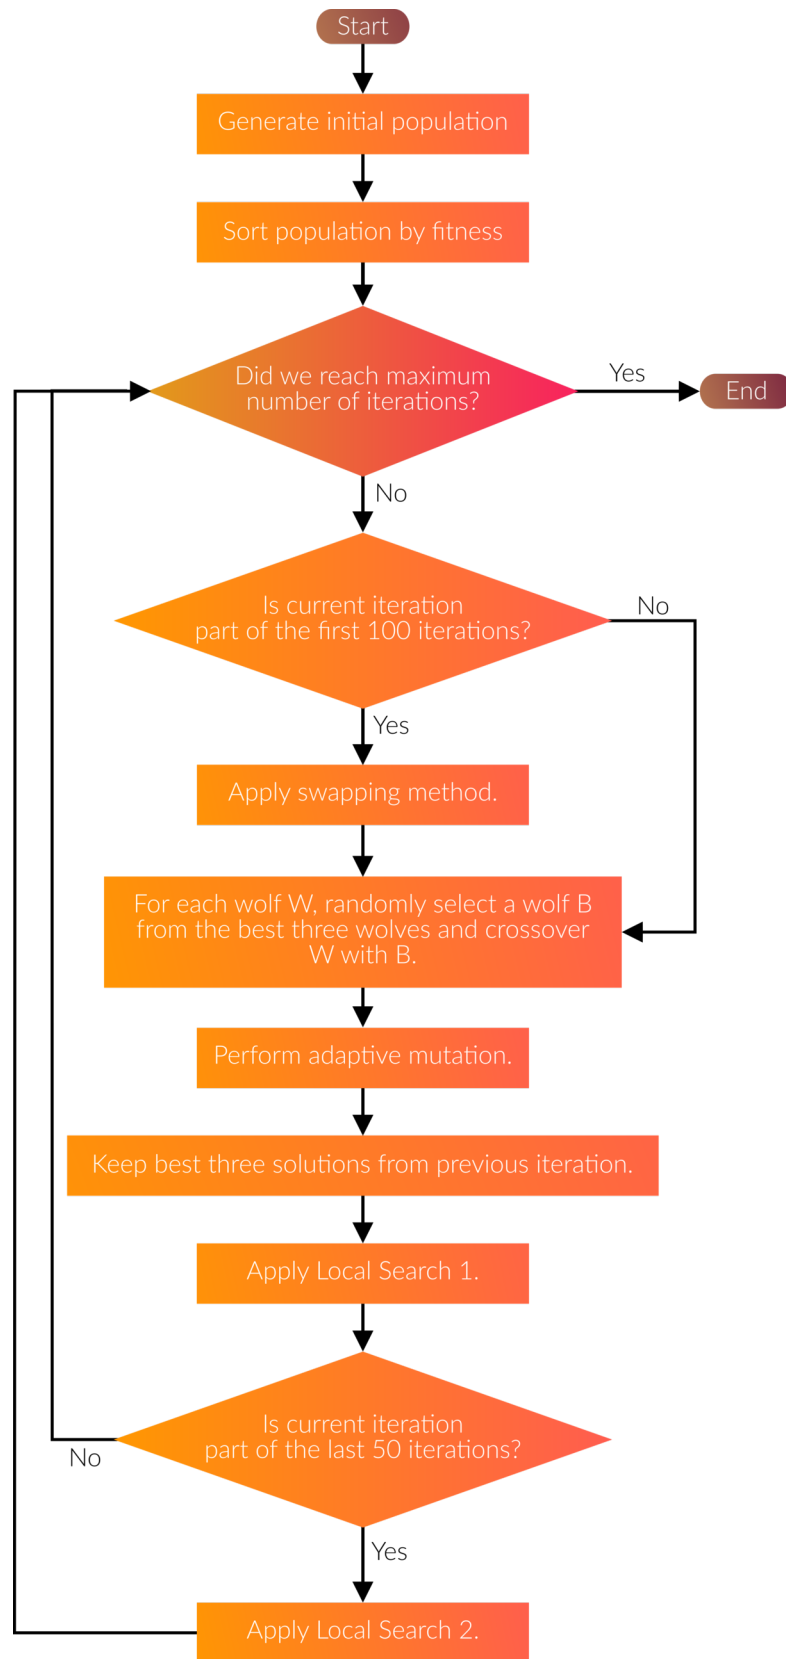 Start
Generate initial population
Sort population by fitness
Did we reach maximum
number of iterations?
Yes
End
No
Is current iteration
part of the first 100 iterations?
No
Yes
Apply swapping method.
For each wolf W, randomly select a wolf B
from the best three wolves and crossover
W with B.
Perform adaptive mutation.
Keep best three solutions from previous iteration.
Apply Local Search 1.
Is current iteration
part of the last 50 iterations?
No
Yes
Apply Local Search 2.